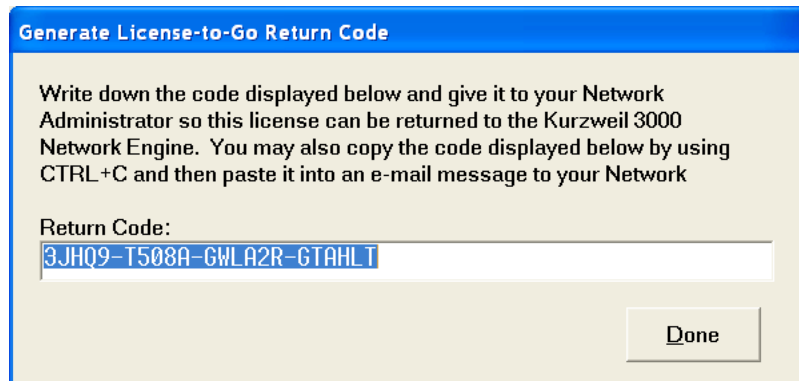 Generate License-to-Go Return Code
Write down the code displayed below and give it to your Network
Administrator so this license can be returned to the Kurzweil 3000
Network Engine.  You may also copy the code displayed below by using
CTRL+C and then paste it into an e-mail message to your Network
Return Code:
3JHQ9-T508A-GWLA2R-GTAHLT
Done